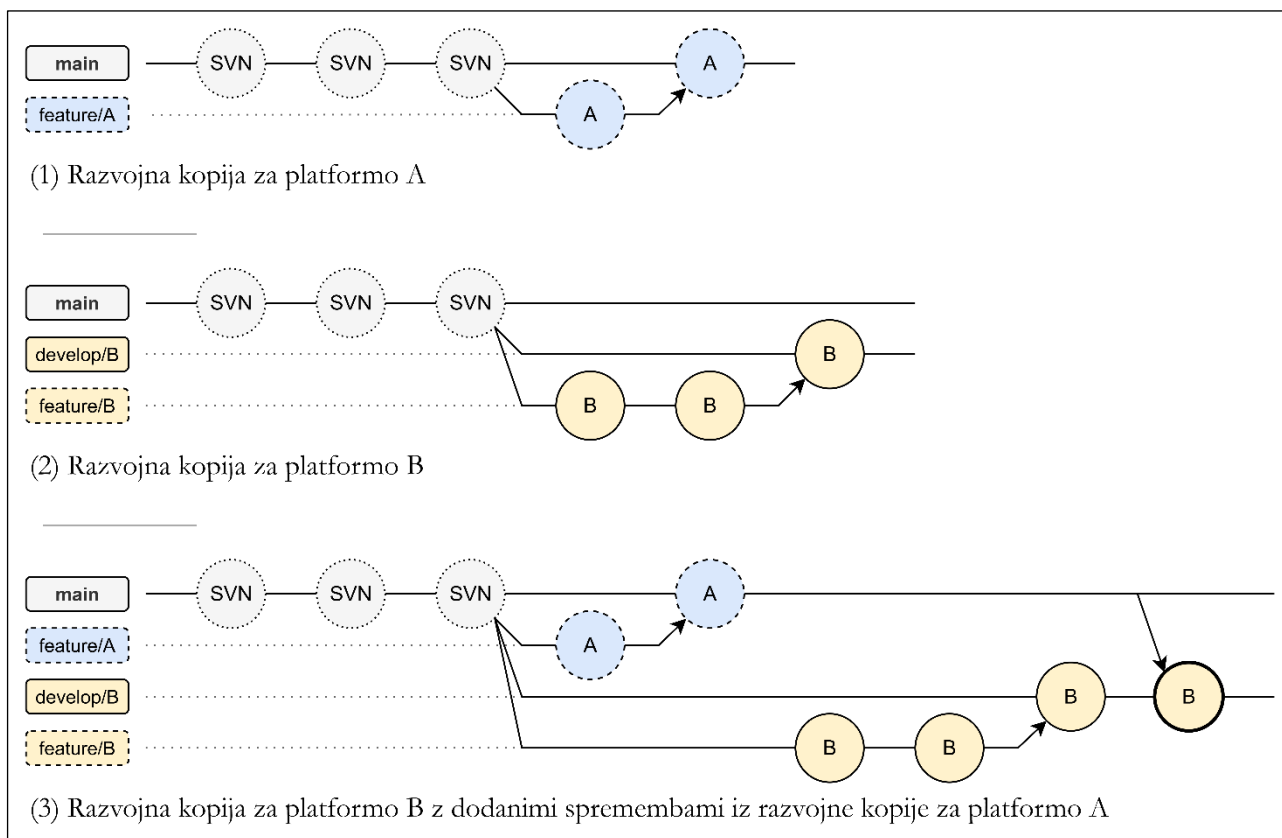 main SVN SVN SVN A
feature/A A
(1) Razvojna kopija za platformo A
main SVN SVN SVN
develop/B B
feature/B B B
(2) Razvojna kopija za platformo B
main SVN SVN SVN A
feature/A A
develop/B B B
feature/B B B
(3) Razvojna kopija za platformo B z dodanimi spremembami iz razvojne kopije za platformo A